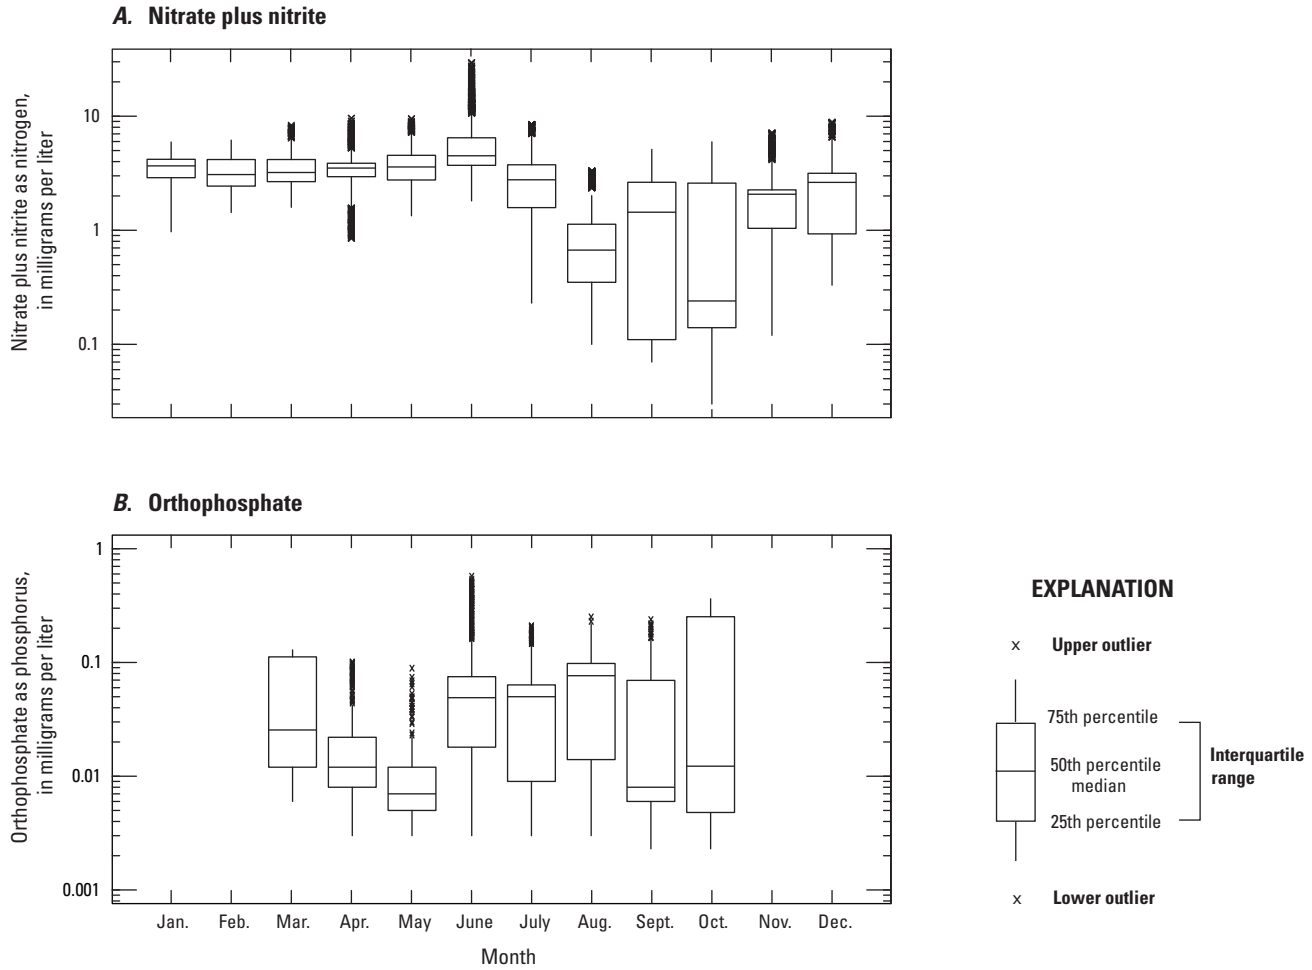 A. Nitrate plus nitrite
Nitrate plus nitrite as nitrogen,
in milligrams per liter
10
1
0.1
B. Orthophosphate
Orthophosphate as phosphorus,
in milligrams per liter
1
0.1
0.01
0.001
Jan. Feb. Mar. Apr. May June July Aug. Sept. Oct. Nov. Dec.
Month
EXPLANATION
x Upper outlier
75th percentile
50th percentile
median
25th percentile
Interquartile
range
x Lower outlier